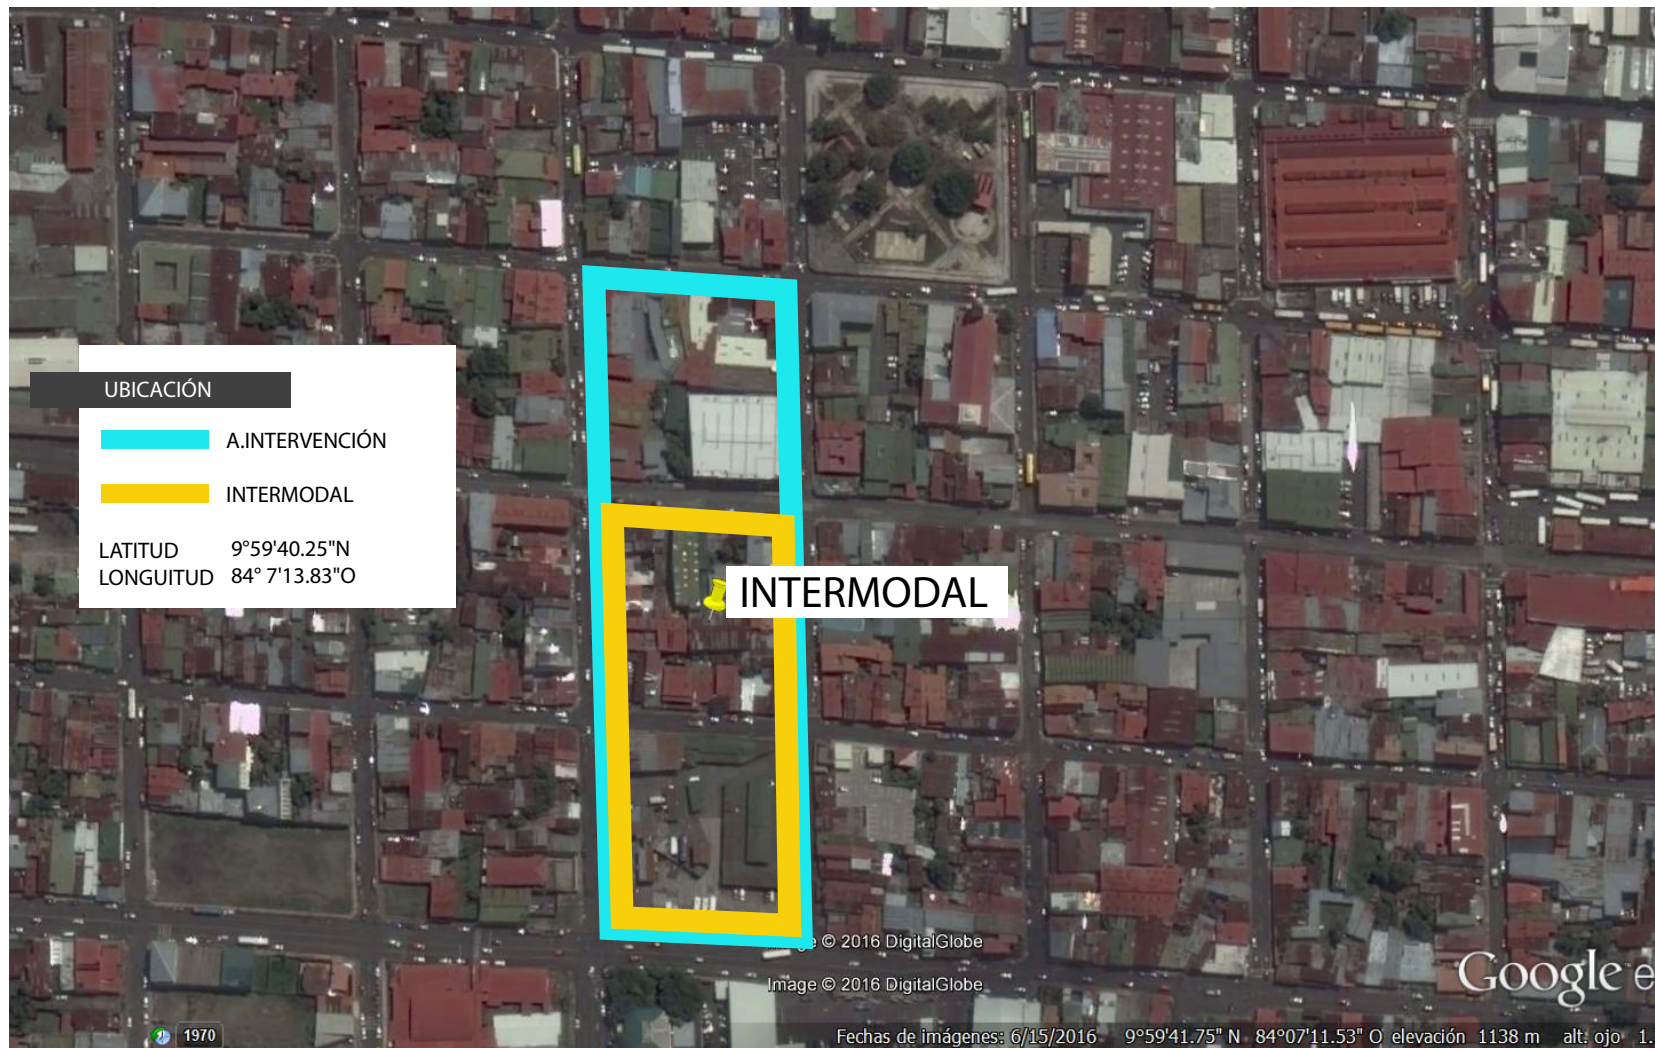 UBICACIÓN
A.INTERVENCIÓN
INTERMODAL
LATITUD 9°59'40.25"N
LONGUITUD 84° 7'13.83"O
INTERMODAL
© 2016 DigitalGlobe
Image © 2016 DigitalGlobe
Google e
1970
Fechas de imágenes: 6/15/2016 9°59'41.75" N 84°07'11.53" O elevación 1138 m alt. ojo 1.